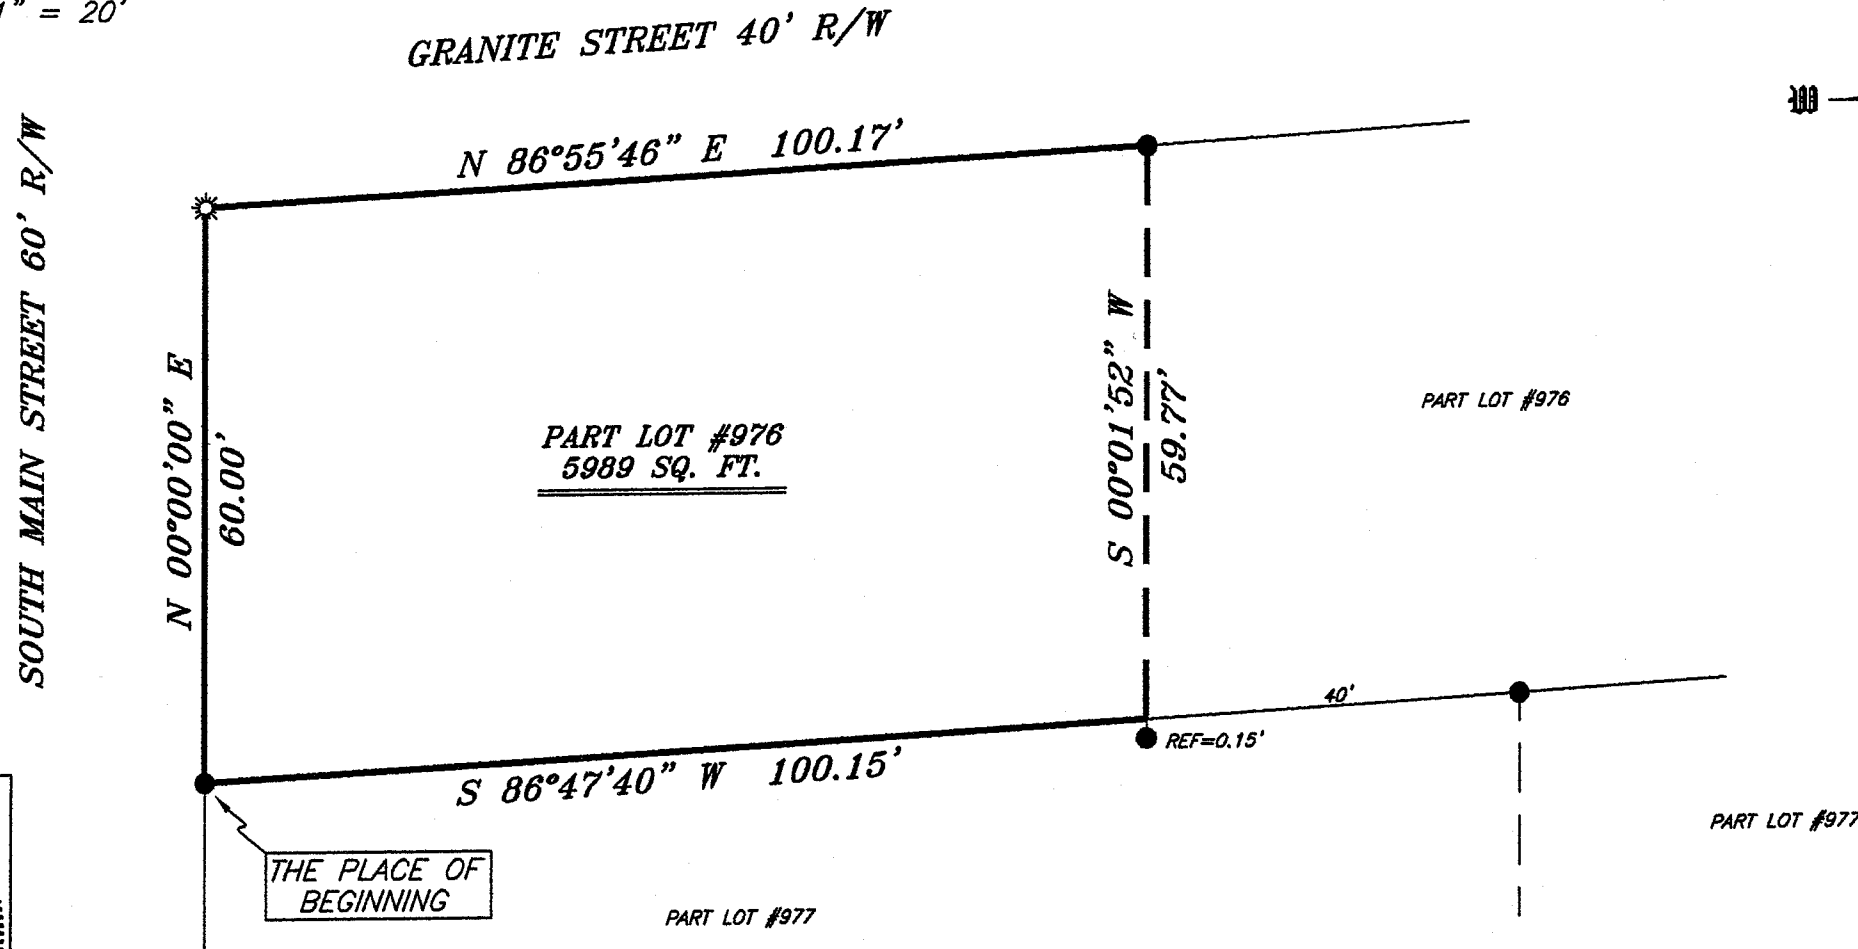 1" = 20'
GRANITE STREET 40' R/W
SOUTH MAIN STREET 60' R/W
N 86°55'46" E 100.17'
N 00°00'00" E
60.00'
PART LOT #976
5989 SQ. FT.
S 00°01'52" W
59.77'
PART LOT #976
40'
REF=0.15'
S 86°47'40" W 100.15'
THE PLACE OF
BEGINNING
PART LOT #977
PART LOT #977